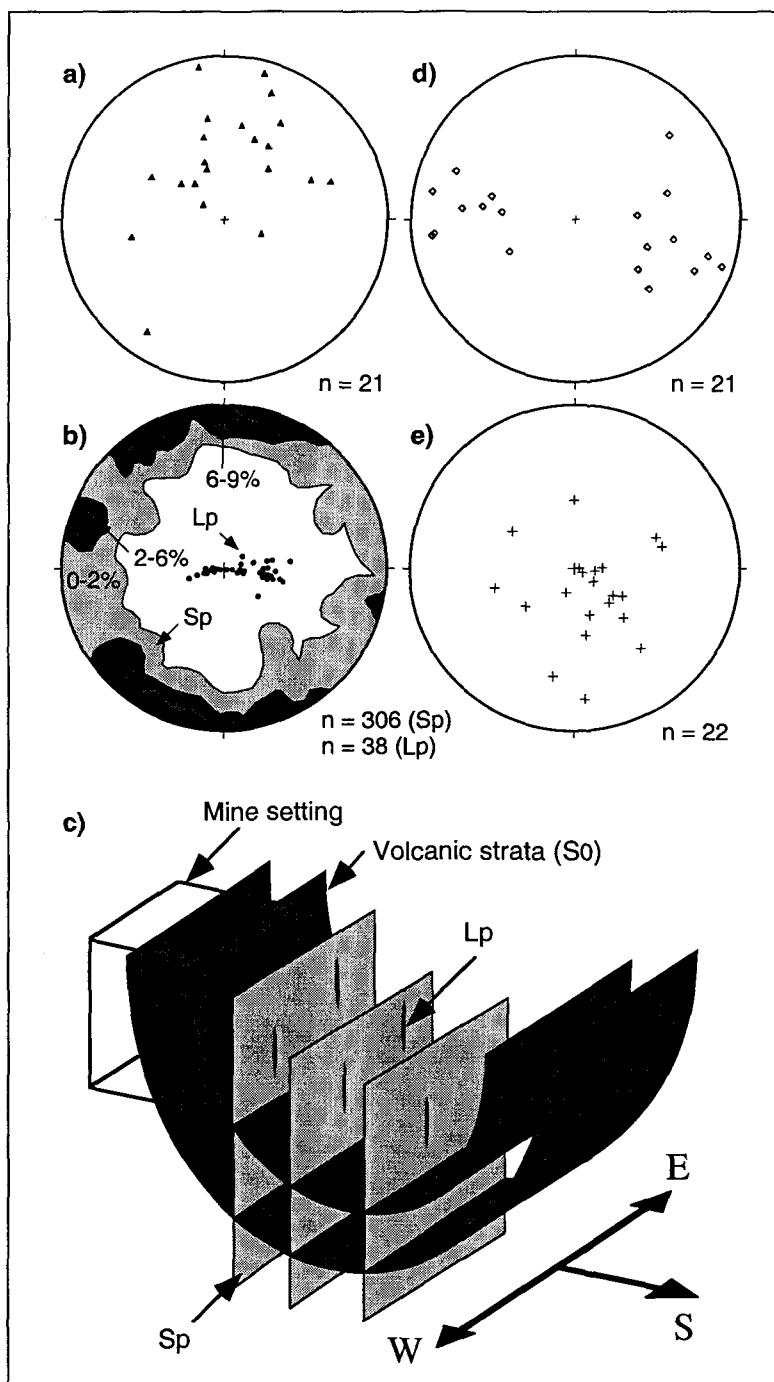 a)
d)
n = 21
n = 21
b)
e)
6-9%
Lp
2-6%
0-2%
Sp
n = 306 (Sp)
n = 38 (Lp)
n = 22
c)
Mine setting
Volcanic strata (S0)
Lp
E
Sp
W
S